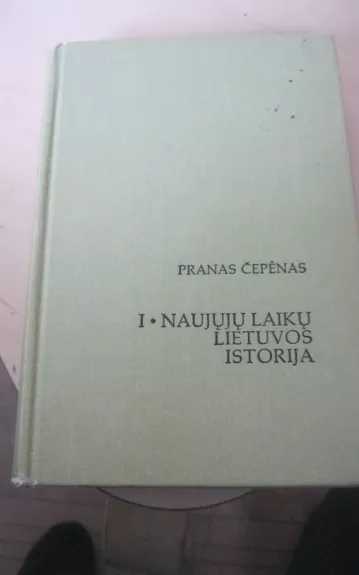 PRANAS ČEPĖNAS
I • NAUJŲJŲ LAIKŲ
LIETUVOS
ISTORIJA